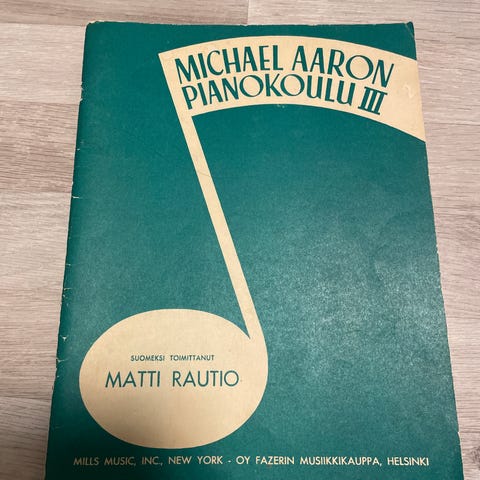 MICHAEL AARON
PIANOKOULU III
SUOMEKSI TOIMITTANUT
MATTI RAUTIO
MILLS MUSIC, INC., NEW YORK - OY FAZERIN MUSIIKKIKAUPPA, HELSINKI